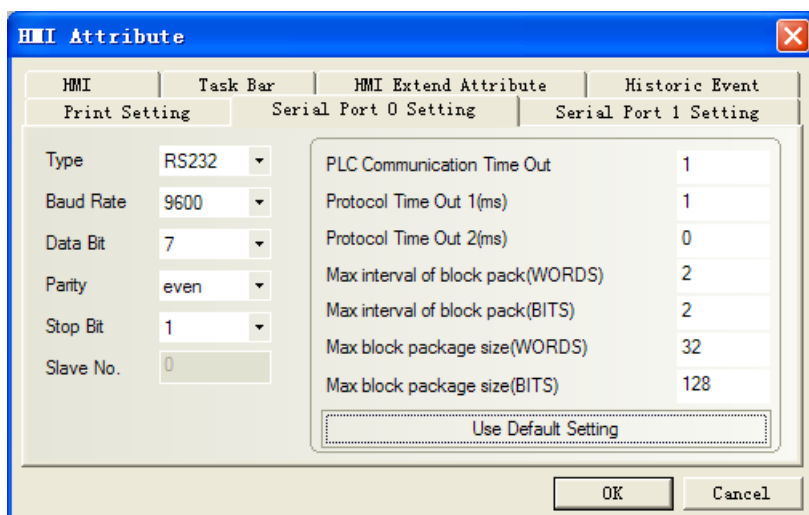 HMI Attribute
HMI Task Bar HMI Extend Attribute Historic Event
Print Setting Serial Port 0 Setting Serial Port 1 Setting
Type RS232
Baud Rate 9600
Data Bit 7
Parity even
Stop Bit 1
Slave No. 0
PLC Communication Time Out 1
Protocol Time Out 1(ms) 1
Protocol Time Out 2(ms) 0
Max interval of block pack(WORDS) 2
Max interval of block pack(BITS) 2
Max block package size(WORDS) 32
Max block package size(BITS) 128
Use Default Setting
OK Cancel